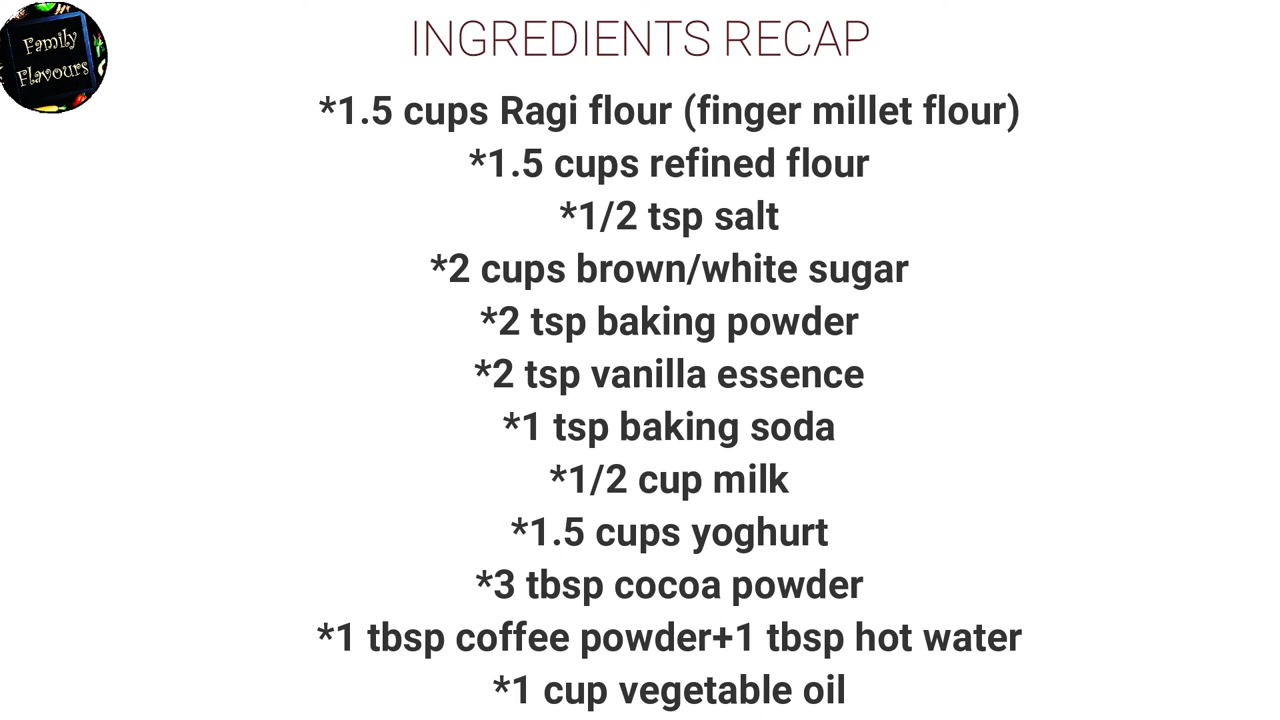 Family
Flavours
INGREDIENTS RECAP
*1.5 cups Ragi flour (finger millet flour)
*1.5 cups refined flour
*1/2 tsp salt
*2 cups brown/white sugar
*2 tsp baking powder
*2 tsp vanilla essence
*1 tsp baking soda
*1/2 cup milk
*1.5 cups yoghurt
*3 tbsp cocoa powder
*1 tbsp coffee powder+1 tbsp hot water
*1 cup vegetable oil